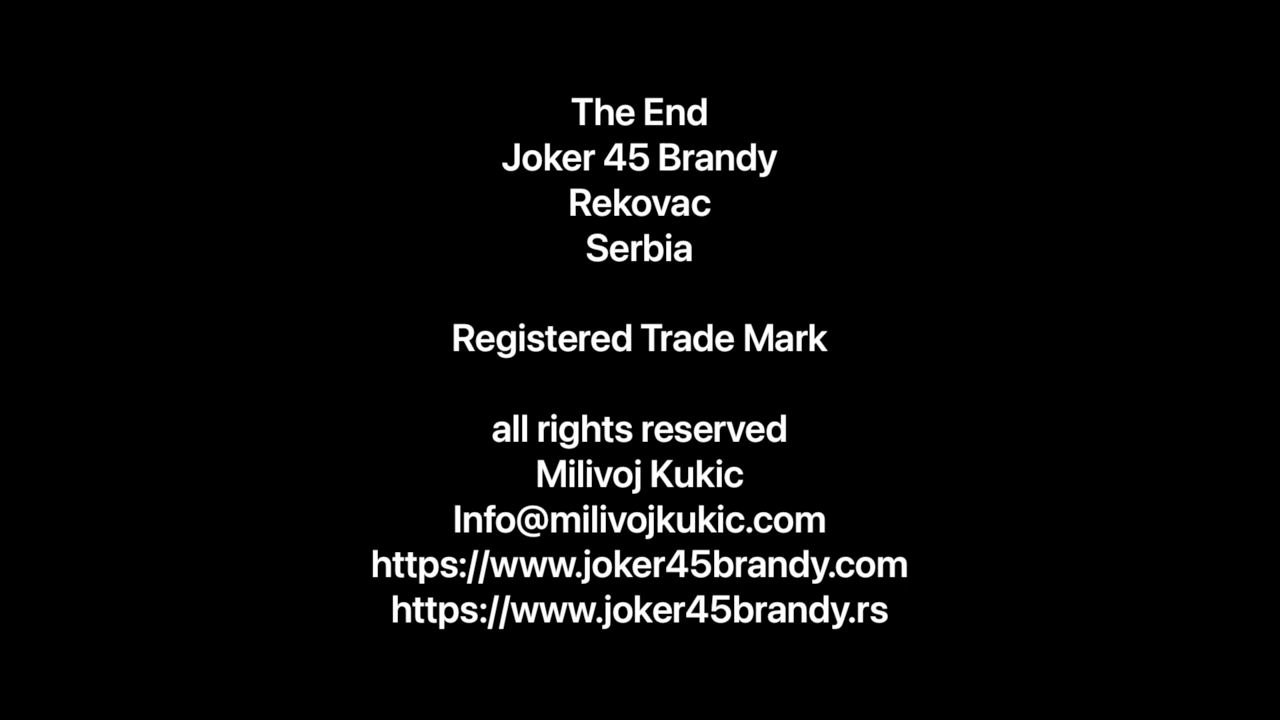 The End
Joker 45 Brandy
Rekovac
Serbia
Registered Trade Mark
all rights reserved
Milivoj Kukic
Info@milivojkukic.com
https://www.joker45brandy.com
https://www.joker45brandy.rs